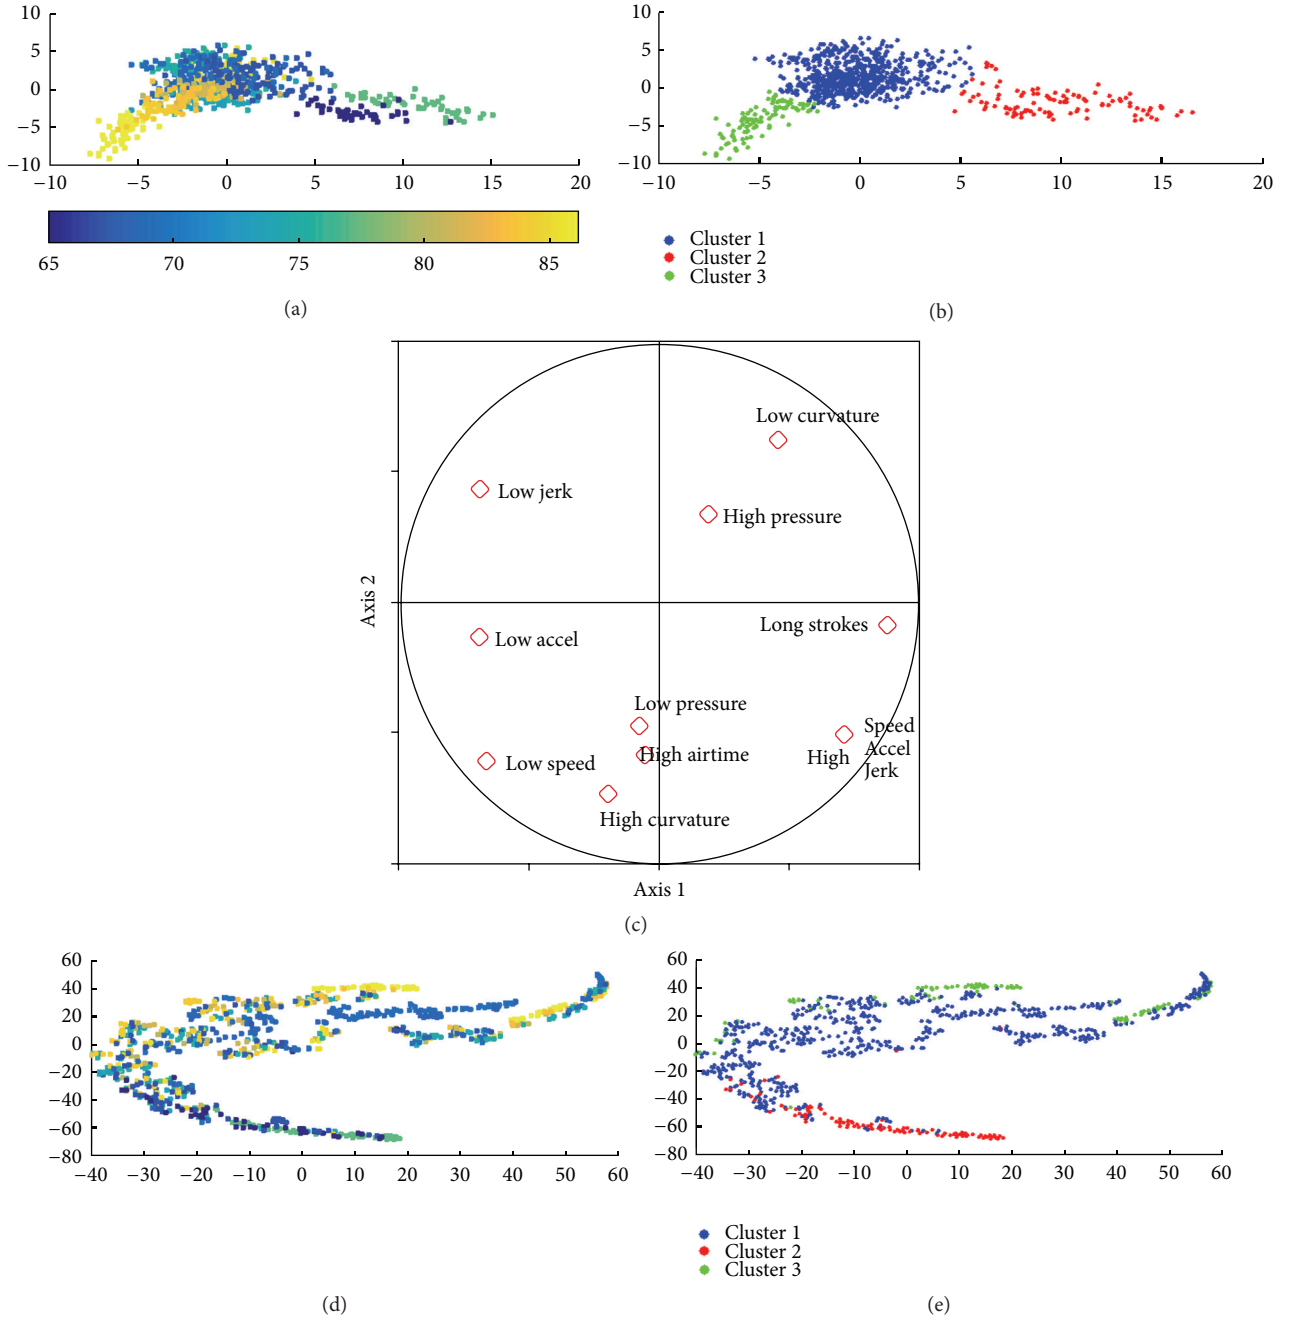 10
5
0
−5
−10
−10 −5 0 5 10 15 20
65 70 75 80 85
(a)
10
5
0
−5
−10
−10 −5 0 5 10 15 20
Cluster 1
Cluster 2
Cluster 3
(b)
Low curvature
Low jerk
High pressure
Axis 2
Long strokes
Low accel
Low pressure
Speed
High airtime
Accel
High
Low speed
Jerk
High curvature
Axis 1
(c)
60
40
20
0
−20
−40
−60
−80
−40 −30 −20 −10 0 10 20 30 40 50 60
(d)
60
40
20
0
−20
−40
−60
−80
−40 −30 −20 −10 0 10 20 30 40 50 60
Cluster 1
Cluster 2
Cluster 3
(e)